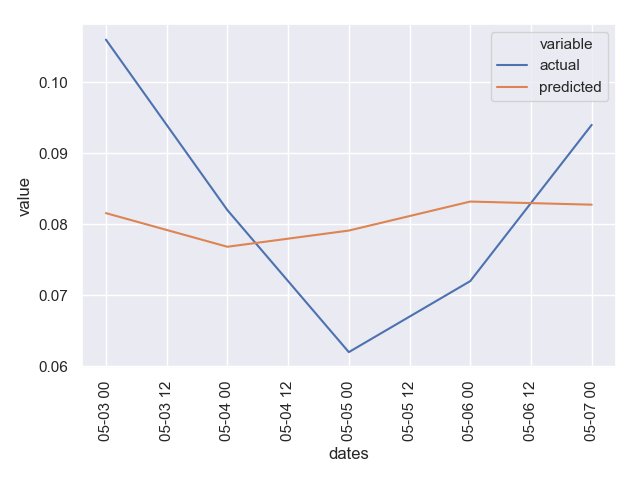 variable
actual
predicted
value
0.10
0.09
0.08
0.07
0.06
05-03 00
05-03 12
05-04 00
05-04 12
05-05 00
05-05 12
05-06 00
05-06 12
05-07 00
dates